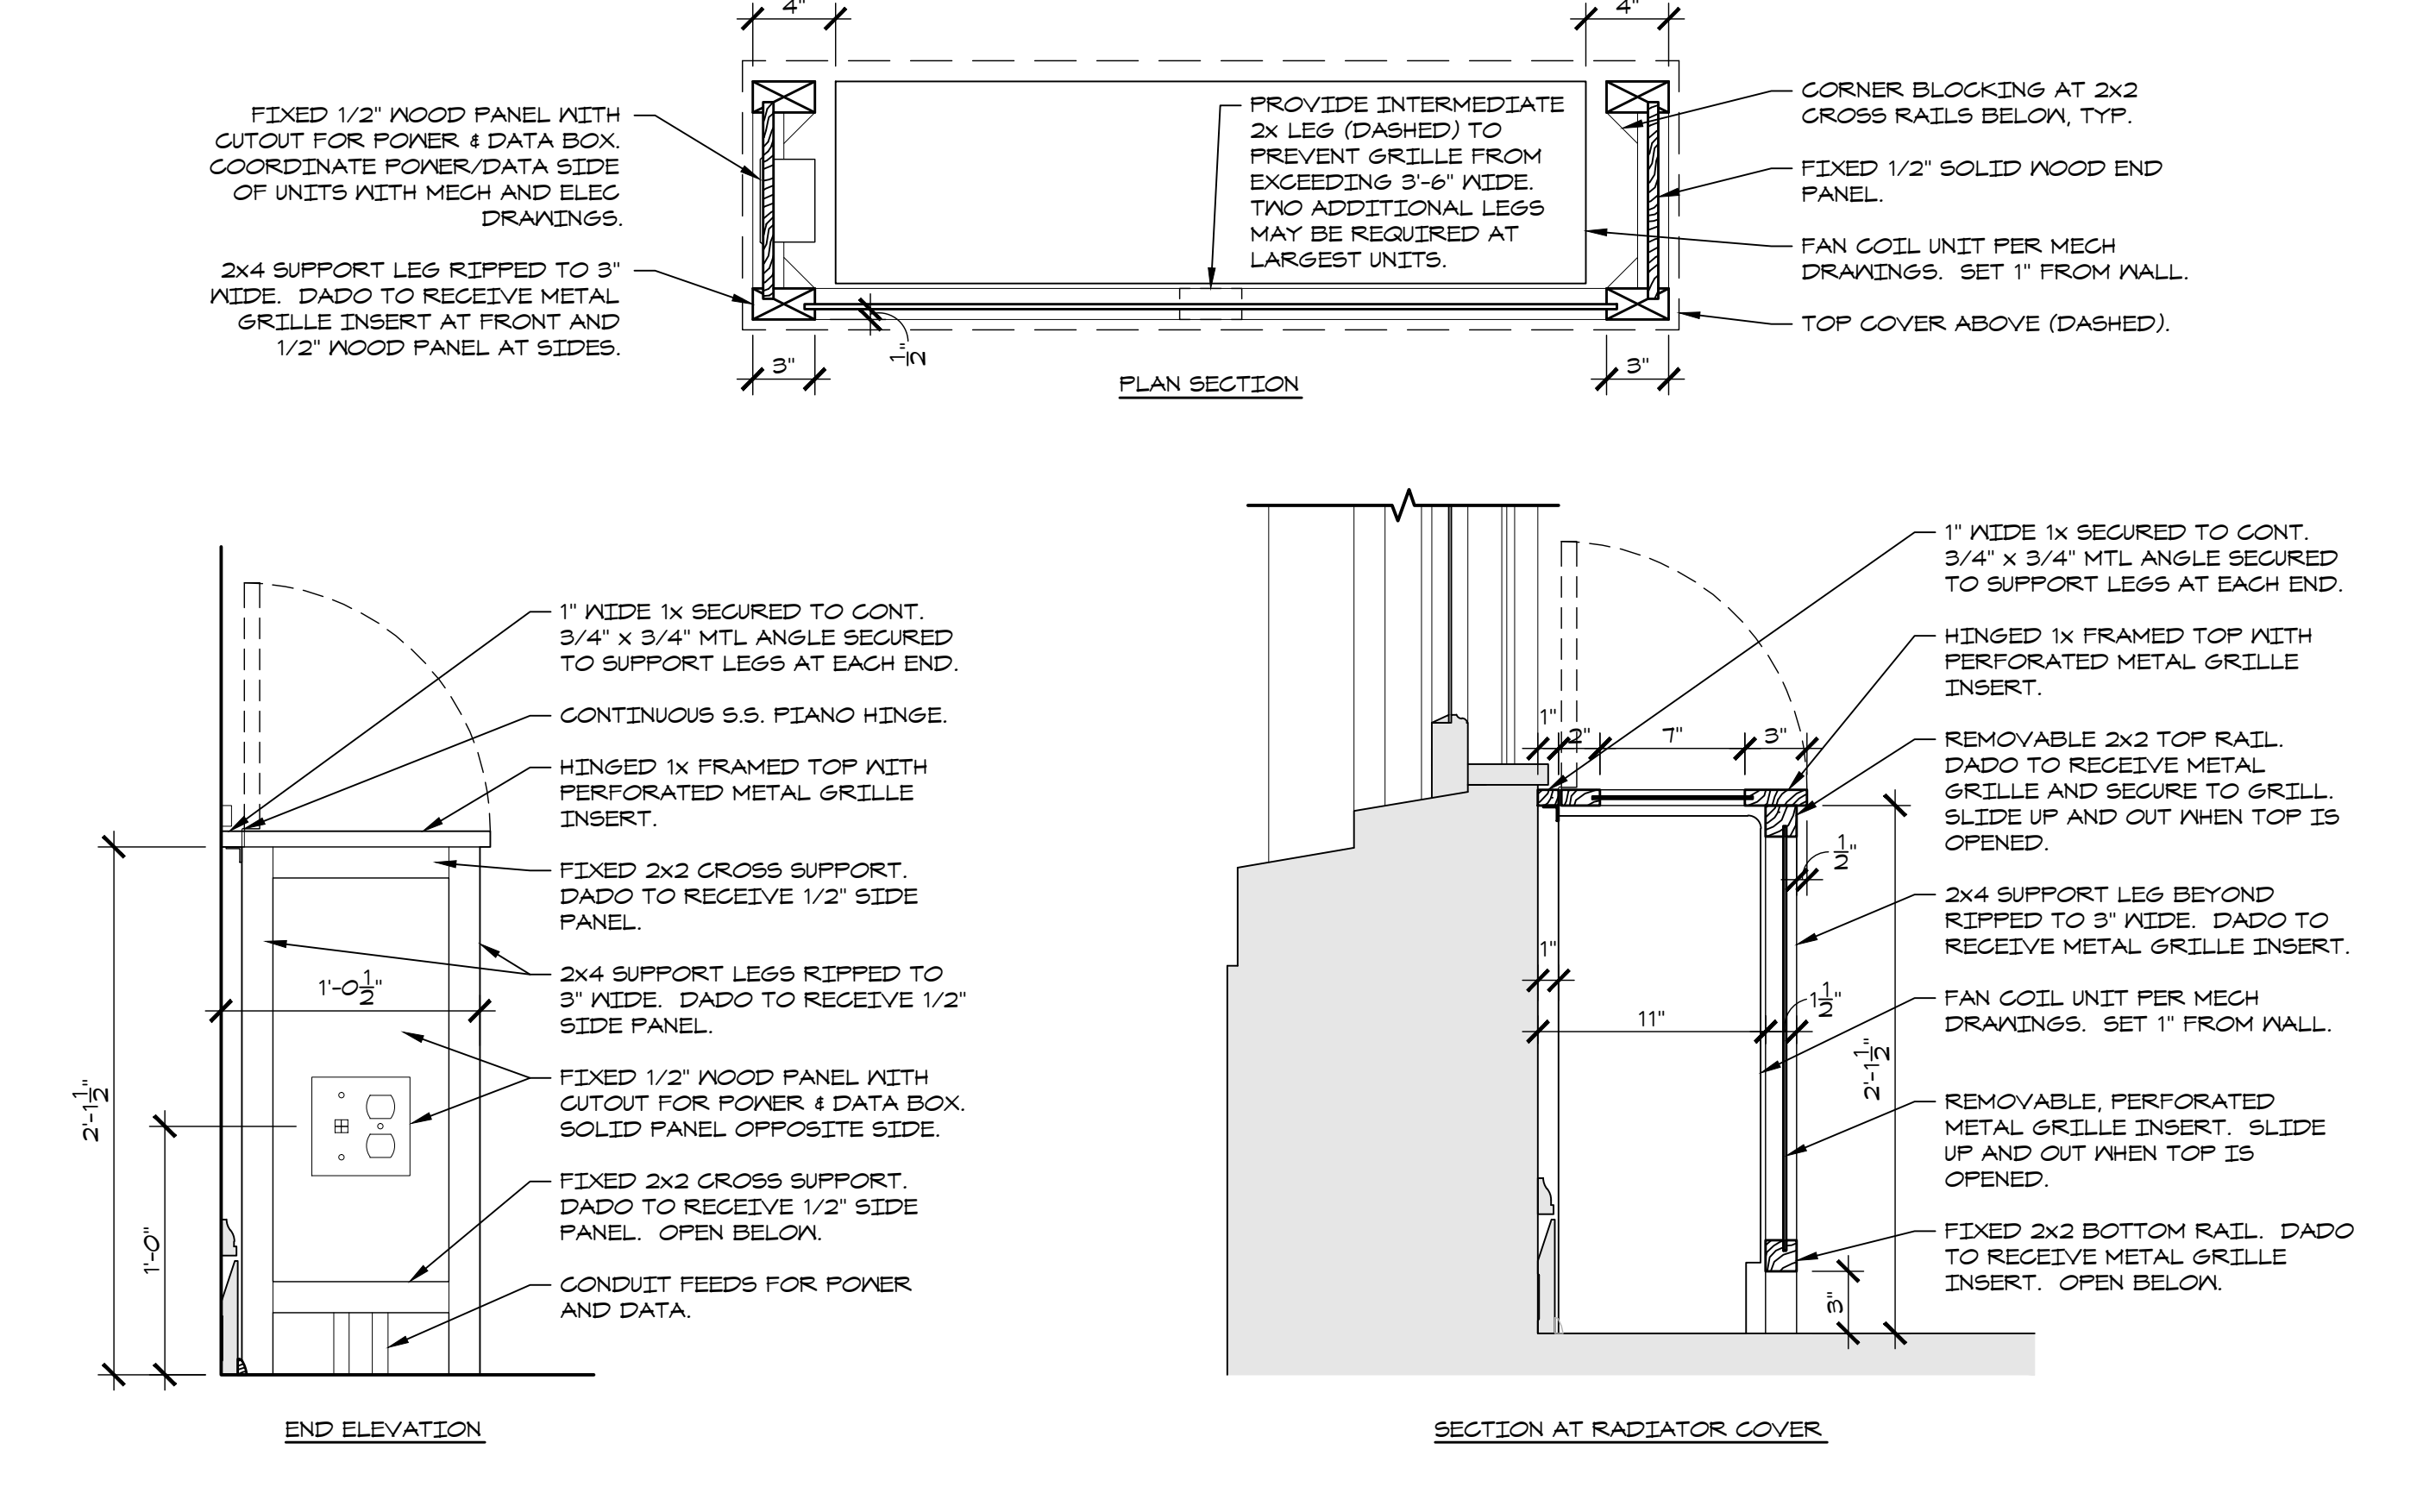 4"
4"
FIXED 1/2" WOOD PANEL WITH
CUTOUT FOR POWER & DATA BOX.
COORDINATE POWER/DATA SIDE
OF UNITS WITH MECH AND ELEC
DRAWINGS.
2x4 SUPPORT LEG RIPPED TO 3"
WIDE. DADO TO RECEIVE METAL
GRILLE INSERT AT FRONT AND
1/2" WOOD PANEL AT SIDES.
PROVIDE INTERMEDIATE
2x LEG (DASHED) TO
PREVENT GRILLE FROM
EXCEEDING 3'-6" WIDE.
TWO ADDITIONAL LEGS
MAY BE REQUIRED AT
LARGEST UNITS.
CORNER BLOCKING AT 2x2
CROSS RAILS BELOW, TYP.
FIXED 1/2" SOLID WOOD END
PANEL.
FAN COIL UNIT PER MECH
DRAWINGS. SET 1" FROM WALL.
TOP COVER ABOVE (DASHED).
3"
1/2"
3"
PLAN SECTION
1" WIDE 1x SECURED TO CONT.
3/4" x 3/4" MTL ANGLE SECURED
TO SUPPORT LEGS AT EACH END.
CONTINUOUS S.S. PIANO HINGE.
HINGED 1x FRAMED TOP WITH
PERFORATED METAL GRILLE
INSERT.
FIXED 2x2 CROSS SUPPORT.
DADO TO RECEIVE 1/2" SIDE
PANEL.
2x4 SUPPORT LEGS RIPPED TO
3" WIDE. DADO TO RECEIVE 1/2"
SIDE PANEL.
FIXED 1/2" WOOD PANEL WITH
CUTOUT FOR POWER & DATA BOX.
SOLID PANEL OPPOSITE SIDE.
FIXED 2x2 CROSS SUPPORT.
DADO TO RECEIVE 1/2" SIDE
PANEL. OPEN BELOW.
CONDUIT FEEDS FOR POWER
AND DATA.
1'-0 1/2"
2'-1 1/2"
1'-0"
END ELEVATION
1"
2"
7"
3"
1/2"
1"
11"
1 1/2"
2'-1 1/2"
3"
1" WIDE 1x SECURED TO CONT.
3/4" x 3/4" MTL ANGLE SECURED
TO SUPPORT LEGS AT EACH END.
HINGED 1x FRAMED TOP WITH
PERFORATED METAL GRILLE
INSERT.
REMOVABLE 2x2 TOP RAIL.
DADO TO RECEIVE METAL
GRILLE AND SECURE TO GRILL.
SLIDE UP AND OUT WHEN TOP IS
OPENED.
2x4 SUPPORT LEG BEYOND
RIPPED TO 3" WIDE. DADO TO
RECEIVE METAL GRILLE INSERT.
FAN COIL UNIT PER MECH
DRAWINGS. SET 1" FROM WALL.
REMOVABLE, PERFORATED
METAL GRILLE INSERT. SLIDE
UP AND OUT WHEN TOP IS
OPENED.
FIXED 2x2 BOTTOM RAIL. DADO
TO RECEIVE METAL GRILLE
INSERT. OPEN BELOW.
SECTION AT RADIATOR COVER